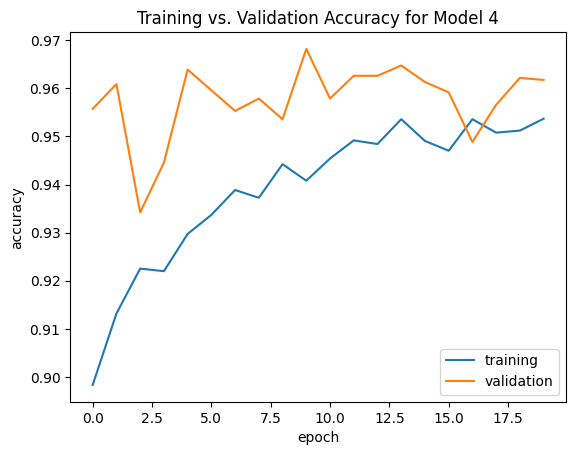 Training vs. Validation Accuracy for Model 4
0.97
0.96
0.95
0.94
0.93
0.92
0.91
0.90
accuracy
training
validation
0.0 2.5 5.0 7.5 10.0 12.5 15.0 17.5
epoch